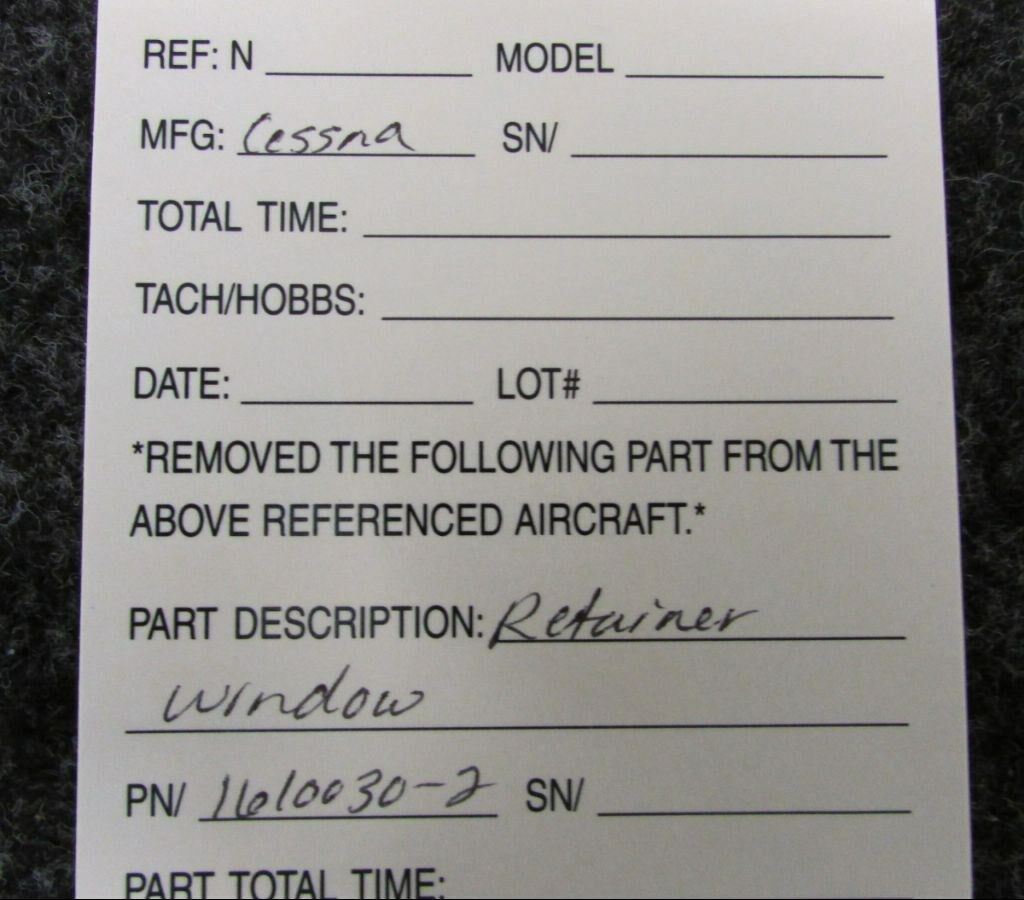 REF: N MODEL
MFG: Cessna SN/
TOTAL TIME:
TACH/HOBBS:
DATE: LOT#
*REMOVED THE FOLLOWING PART FROM THE
ABOVE REFERENCED AIRCRAFT.*
PART DESCRIPTION: Retainer
window
PN/ 1610030-2 SN/
PART TOTAL TIME: